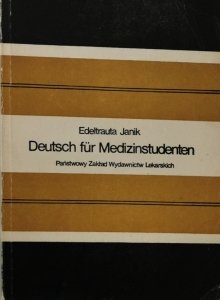 Edeltrauta Janik
Deutsch für Medizinstudenten
Państwowy Zakład Wydawnictw Lekarskich